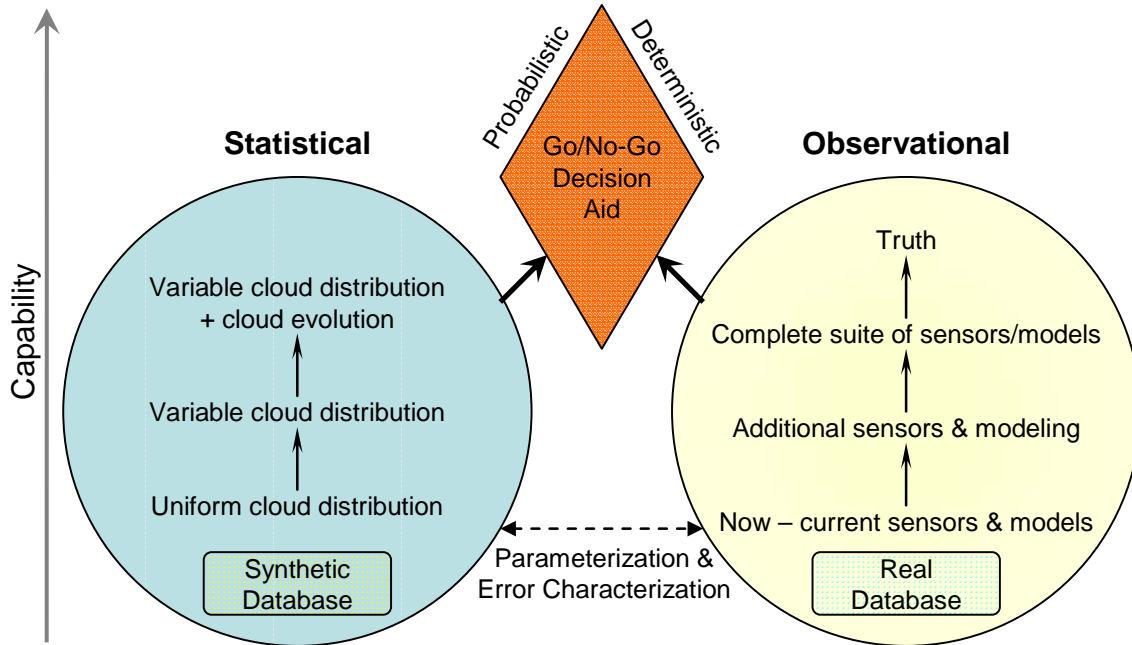 Capability
Statistical
Variable cloud distribution
+ cloud evolution
Variable cloud distribution
Uniform cloud distribution
Synthetic
Database
Probabilistic
Deterministic
Go/No-Go
Decision
Aid
Parameterization &
Error Characterization
Observational
Truth
Complete suite of sensors/models
Additional sensors & modeling
Now – current sensors & models
Real
Database